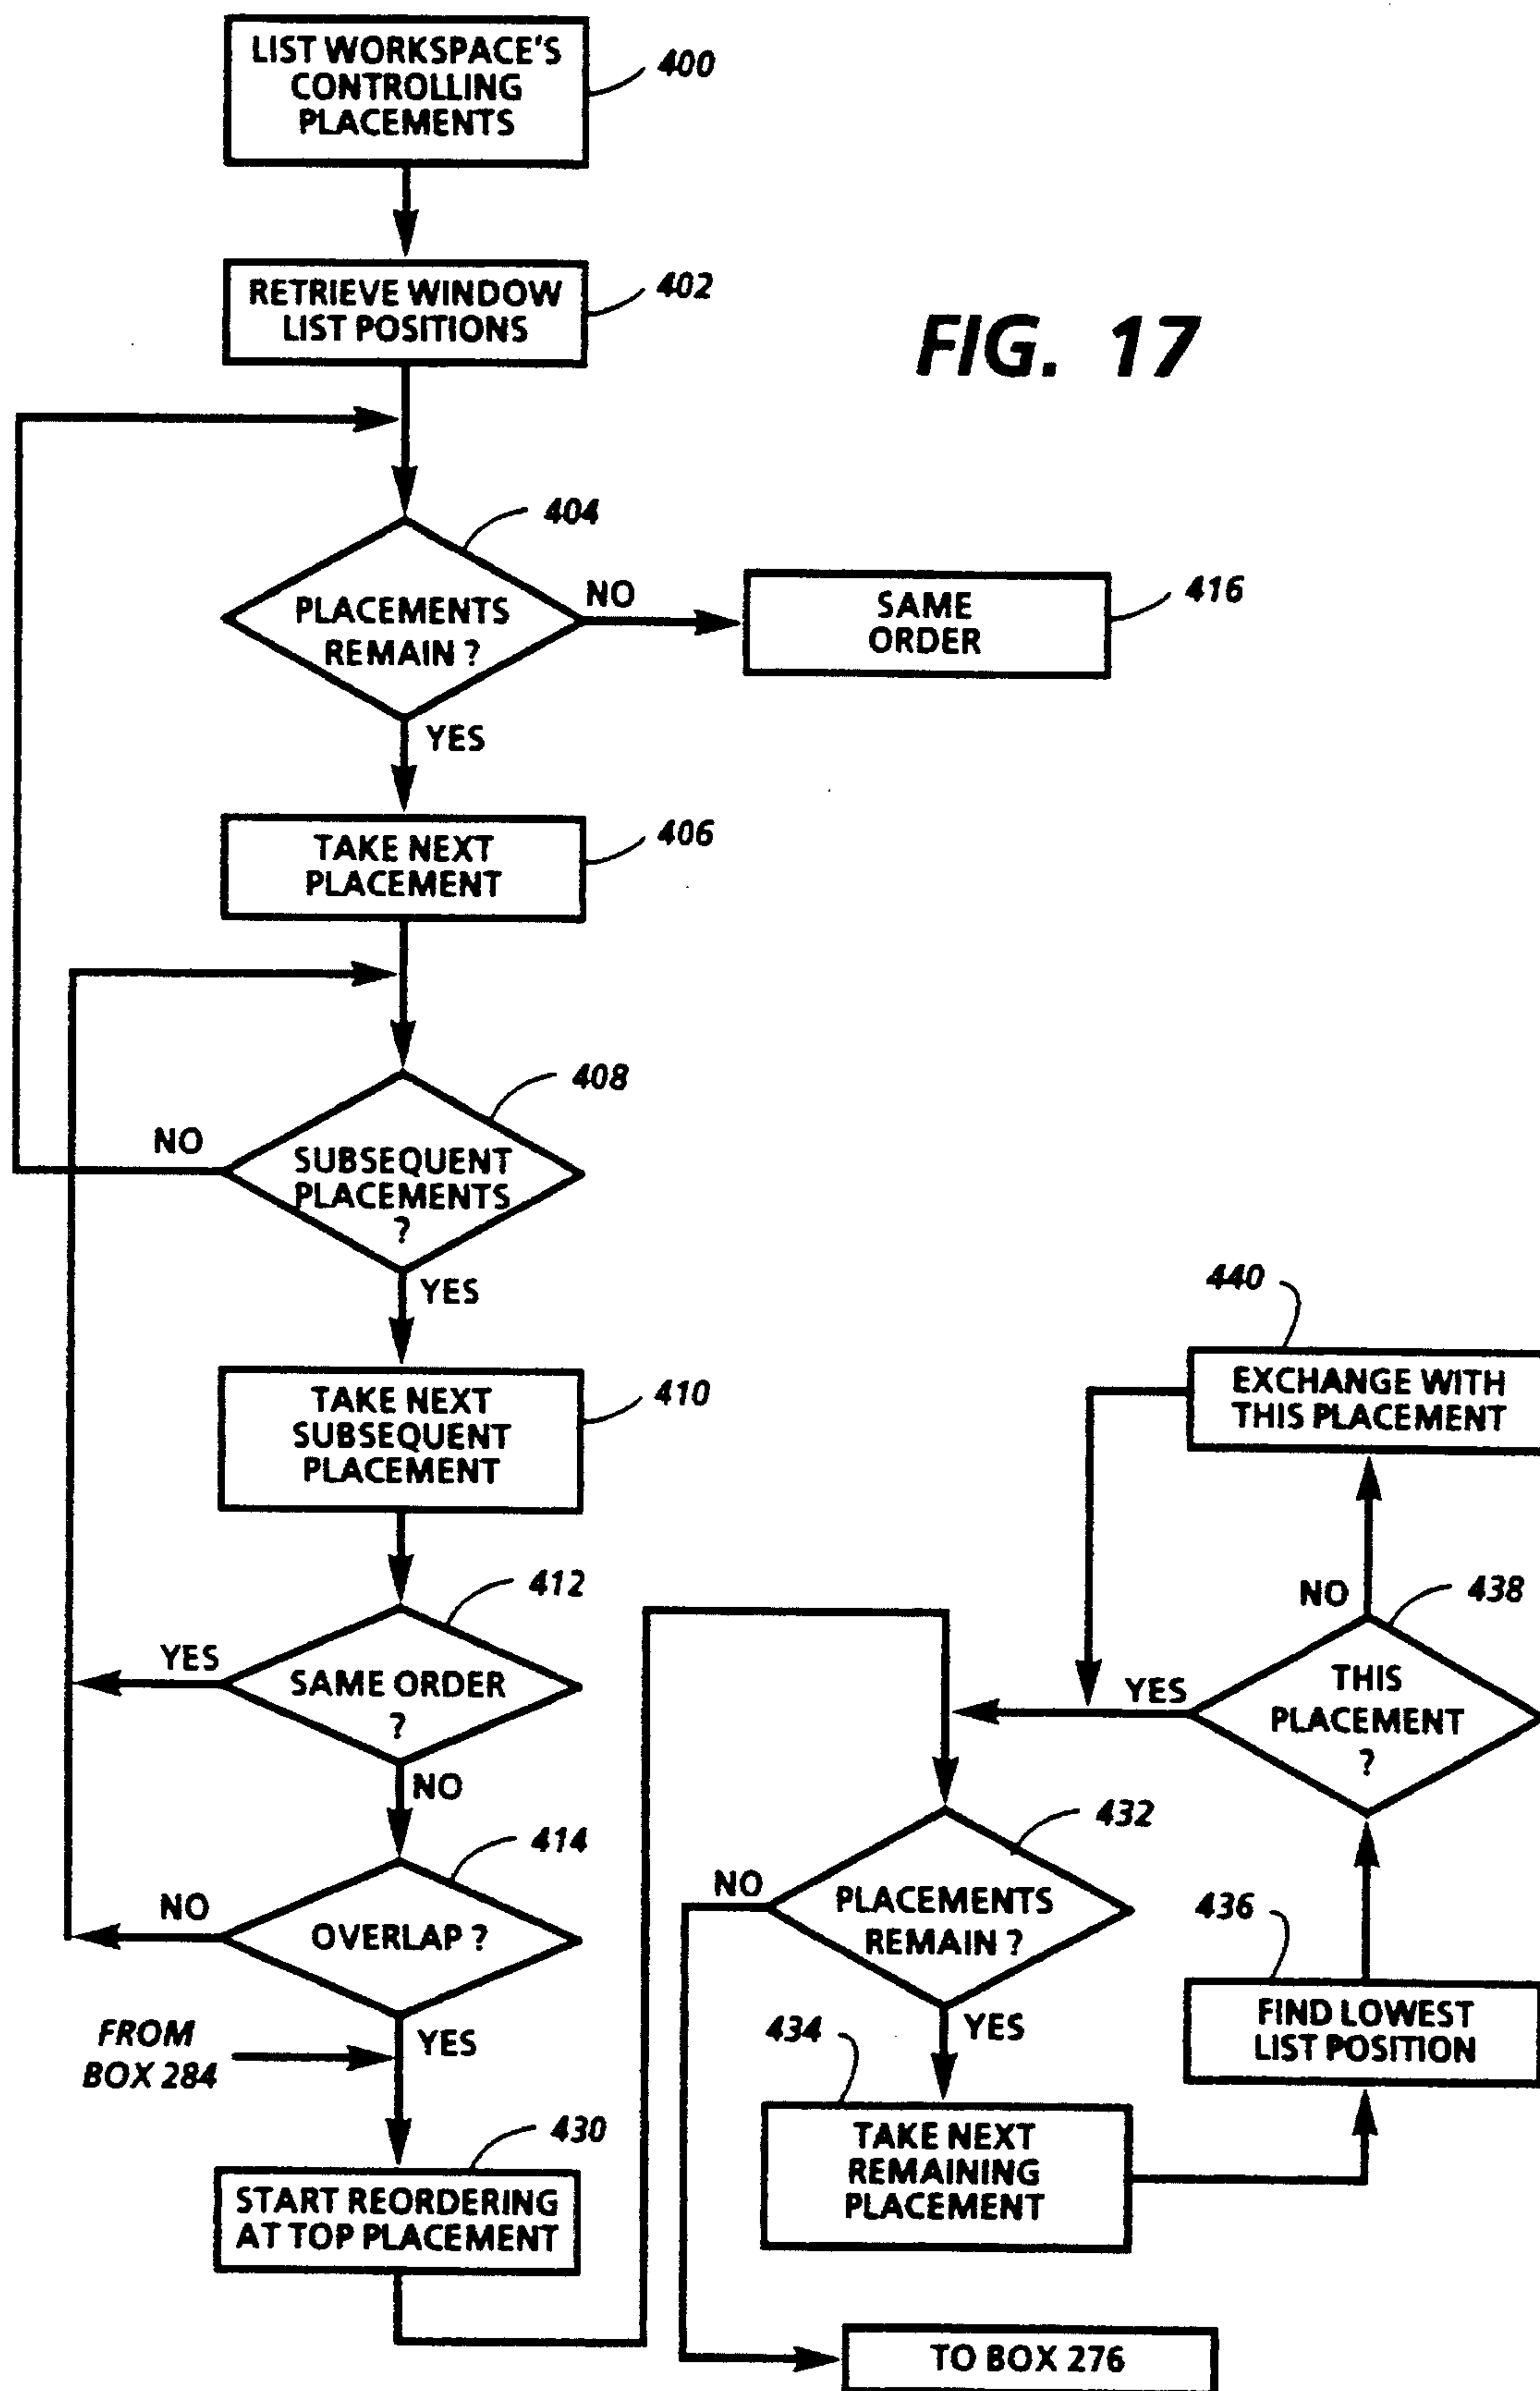 LIST WORKSPACE'S
CONTROLLING
PLACEMENTS
400
RETRIEVE WINDOW
LIST POSITIONS
402
FIG. 17
404
PLACEMENTS
REMAIN ?
NO
SAME
ORDER
416
YES
TAKE NEXT
PLACEMENT
406
408
NO
SUBSEQUENT
PLACEMENTS
?
YES
TAKE NEXT
SUBSEQUENT
PLACEMENT
410
412
YES
SAME ORDER
?
NO
414
NO
OVERLAP ?
FROM
BOX 284
YES
430
START REORDERING
AT TOP PLACEMENT
440
EXCHANGE WITH
THIS PLACEMENT
NO
438
YES
THIS
PLACEMENT
?
432
NO
PLACEMENTS
REMAIN ?
436
FIND LOWEST
LIST POSITION
434
YES
TAKE NEXT
REMAINING
PLACEMENT
TO BOX 276